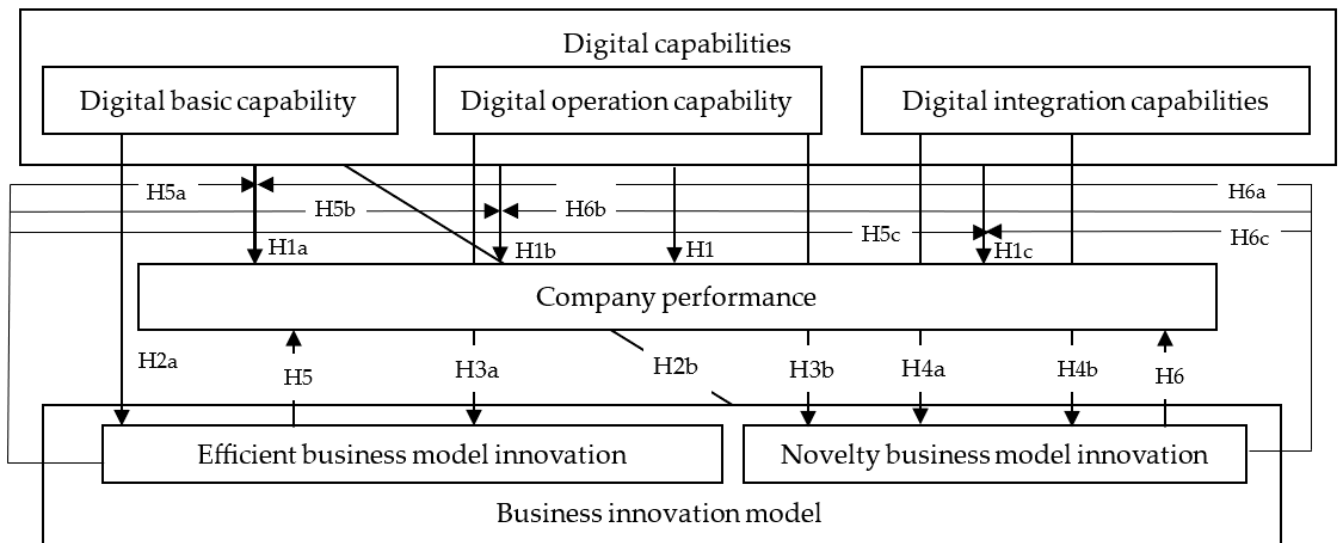 Digital capabilities
Digital basic capability
Digital operation capability
Digital integration capabilities
H5a
H6a
H5b
H6b
H5c
H6c
H1a
H1b
H1
H1c
Company performance
H2a
H5
H3a
H2b
H3b
H4a
H4b
H6
Efficient business model innovation
Novelty business model innovation
Business innovation model